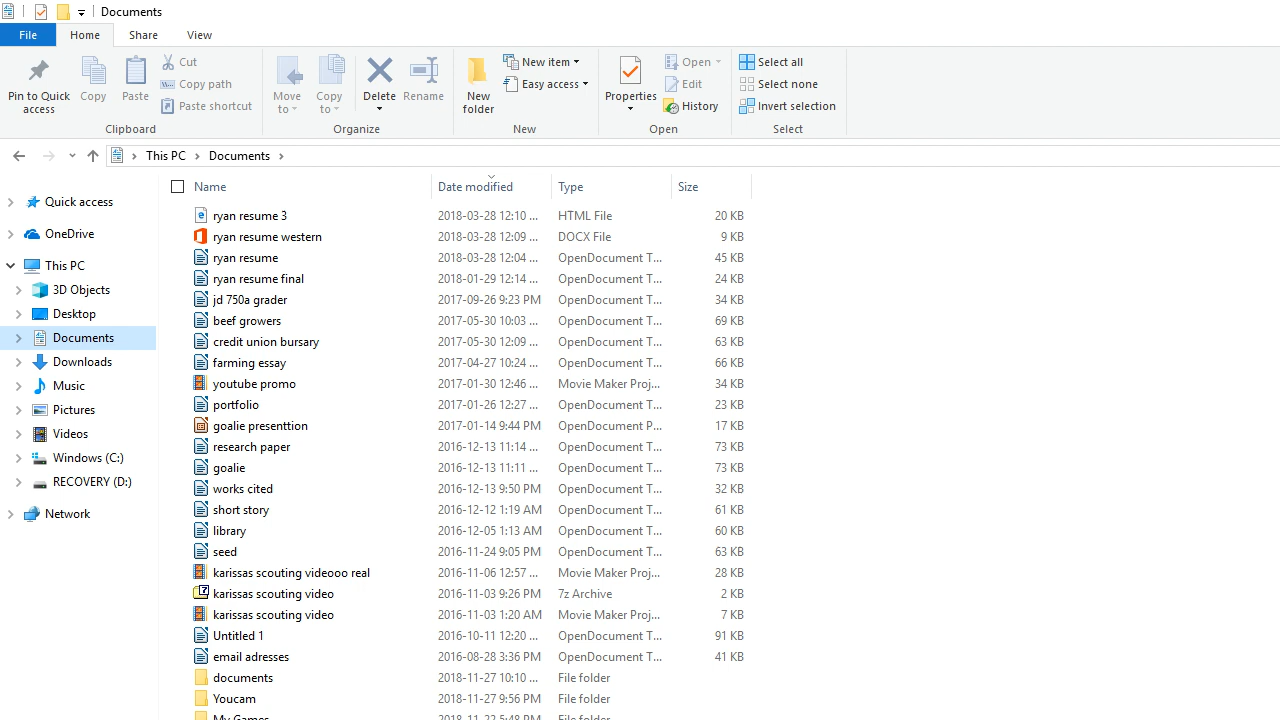 Documents
File Home Share View
Pin to Quick access
Copy
Paste
Cut
Copy path
Paste shortcut
Clipboard
Move to
Copy to
Delete
Rename
Organize
New folder
New item
Easy access
New
Properties
Open
Edit
History
Open
Select all
Select none
Invert selection
Select
This PC Documents
Quick access
OneDrive
This PC
3D Objects
Desktop
Documents
Downloads
Music
Pictures
Videos
Windows (C:)
RECOVERY (D:)
Network
Name Date modified Type Size
ryan resume 3 2018-03-28 12:10 ... HTML File 20 KB
ryan resume western 2018-03-28 12:09 ... DOCX File 9 KB
ryan resume 2018-03-28 12:04 ... OpenDocument T... 45 KB
ryan resume final 2018-01-29 12:14 ... OpenDocument T... 24 KB
jd 750a grader 2017-09-26 9:23 PM OpenDocument T... 34 KB
beef growers 2017-05-30 10:03 ... OpenDocument T... 69 KB
credit union bursary 2017-05-30 12:09 ... OpenDocument T... 63 KB
farming essay 2017-04-27 10:24 ... OpenDocument T... 66 KB
youtube promo 2017-01-30 12:46 ... Movie Maker Proj... 34 KB
portfolio 2017-01-26 12:27 ... OpenDocument T... 23 KB
goalie presenttion 2017-01-14 9:44 PM OpenDocument P... 17 KB
research paper 2016-12-13 11:14 ... OpenDocument T... 73 KB
goalie 2016-12-13 11:11 ... OpenDocument T... 73 KB
works cited 2016-12-13 9:50 PM OpenDocument T... 32 KB
short story 2016-12-12 1:19 AM OpenDocument T... 61 KB
library 2016-12-05 1:13 AM OpenDocument T... 60 KB
seed 2016-11-24 9:05 PM OpenDocument T... 63 KB
karissas scouting videooo real 2016-11-06 12:57 ... Movie Maker Proj... 28 KB
karissas scouting video 2016-11-03 9:26 PM 7z Archive 2 KB
karissas scouting video 2016-11-03 1:20 AM Movie Maker Proj... 7 KB
Untitled 1 2016-10-11 12:20 ... OpenDocument T... 91 KB
email adresses 2016-08-28 3:36 PM OpenDocument T... 41 KB
documents 2018-11-27 10:10 ... File folder
Youcam 2018-11-27 9:56 PM File folder
My Games 2018-11-22 5:48 PM File folder